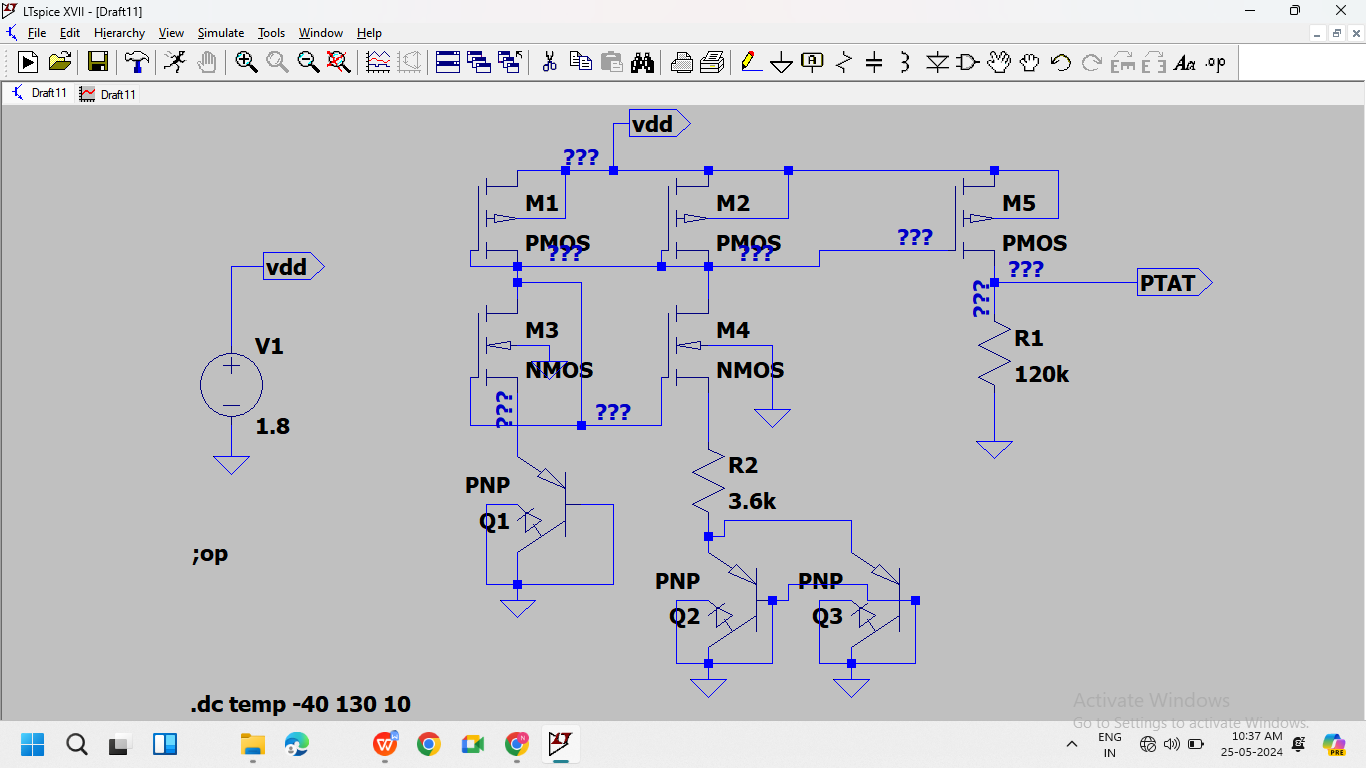 LTspice XVII - [Draft11]
File Edit Hierarchy View Simulate Tools Window Help
Aa .op
Draft11 Draft11
vdd
???
M1 M2 M5
PMOS PMOS PMOS
??? ??? ??? ???
vdd
PTAT
???
V1
1.8
M3 M4
NMOS NMOS
R1
120k
??? ???
R2
3.6k
PNP
Q1
;op
PNP PNP
Q2 Q3
.dc temp -40 130 10
Activate Windows
Go to Settings to activate Windows.
ENG
IN
10:37 AM
25-05-2024
PRE